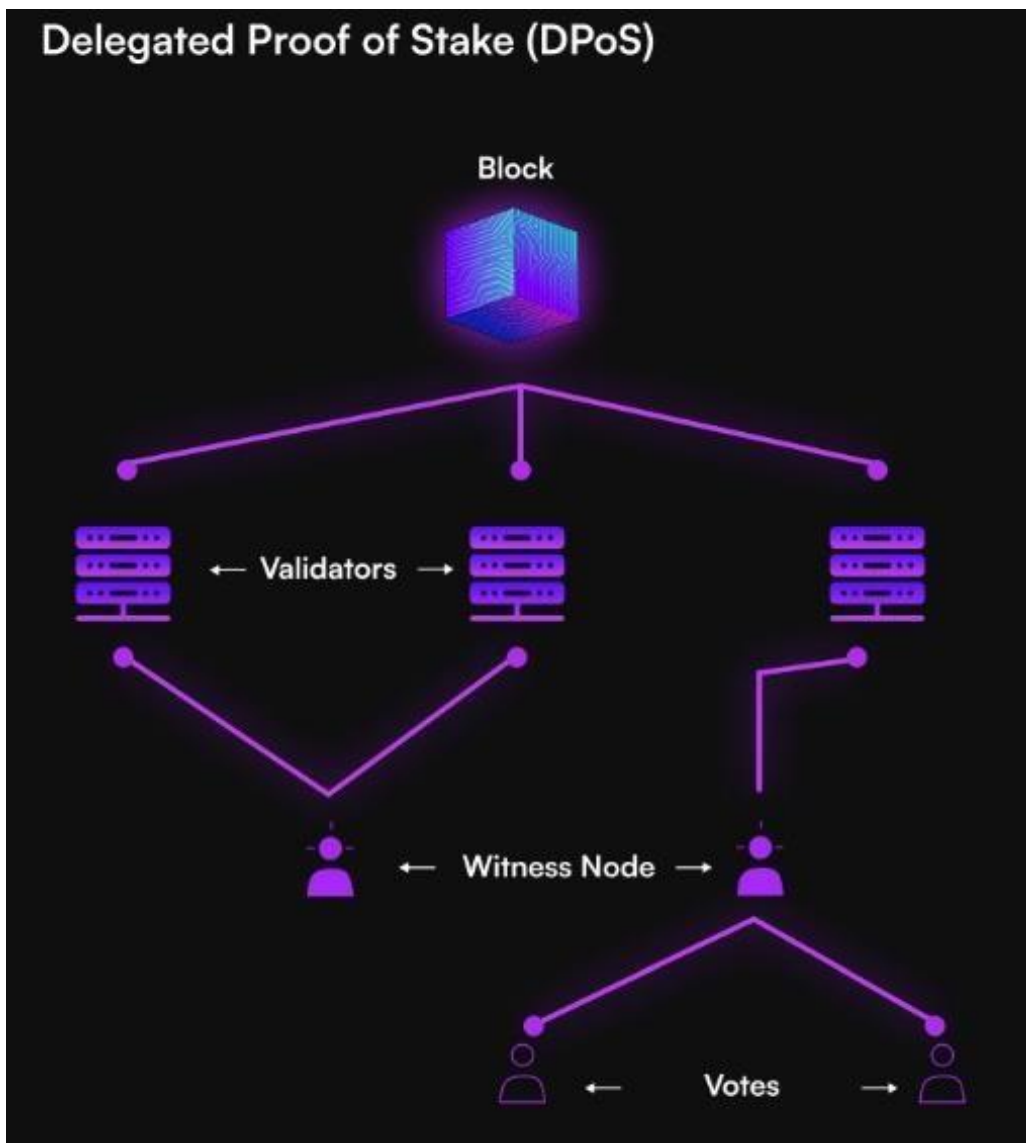 Delegated Proof of Stake (DPoS)
Block
Validators
Witness Node
Votes